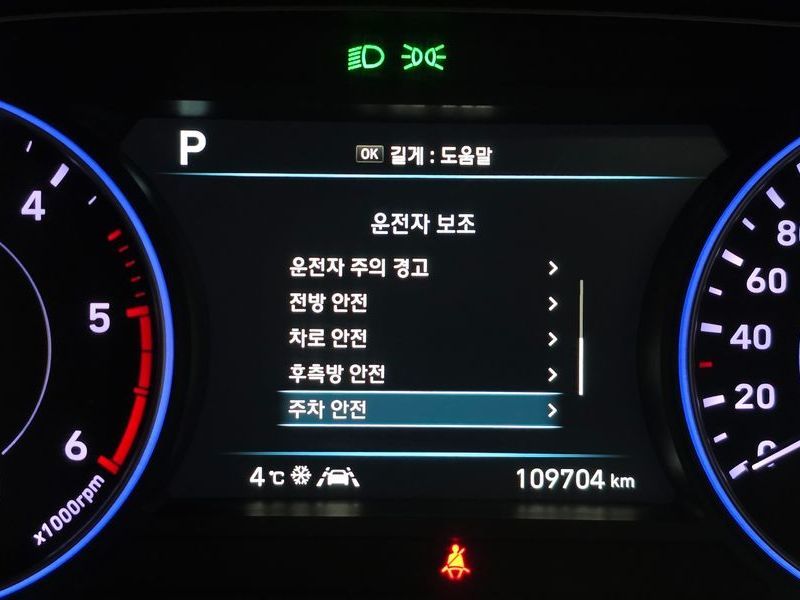 P
OK 길게 : 도움말
운전자 보조
운전자 주의 경고
전방 안전
차로 안전
후측방 안전
주차 안전
4℃
109704 km
4
5
6
x1000rpm
80
60
40
20
0